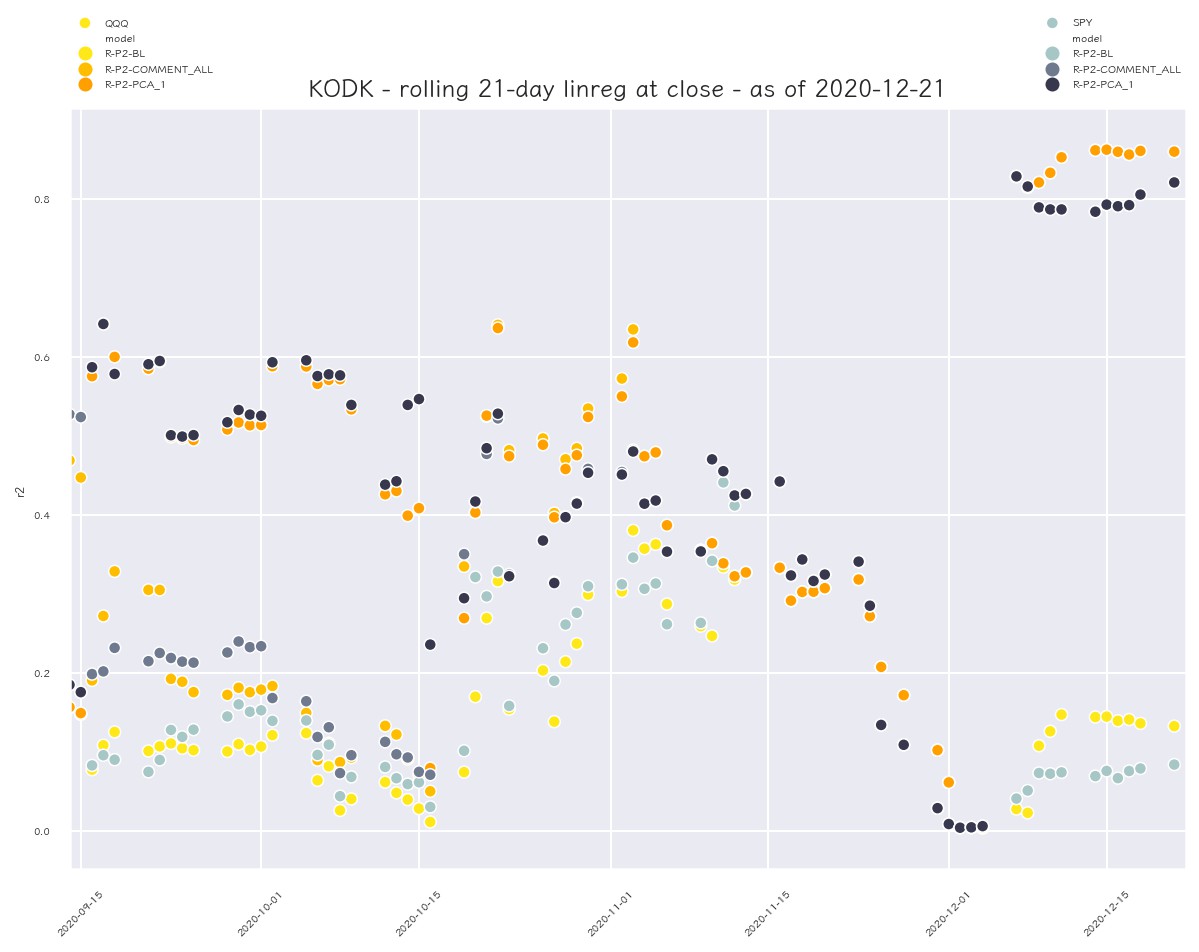 QQQ
model
R-P2-BL
R-P2-COMMENT_ALL
R-P2-PCA_1
SPY
model
R-P2-BL
R-P2-COMMENT_ALL
R-P2-PCA_1
KODK - rolling 21-day linreg at close - as of 2020-12-21
r2
0.8
0.6
0.4
0.2
0.0
2020-09-15
2020-10-01
2020-10-15
2020-11-01
2020-11-15
2020-12-01
2020-12-15